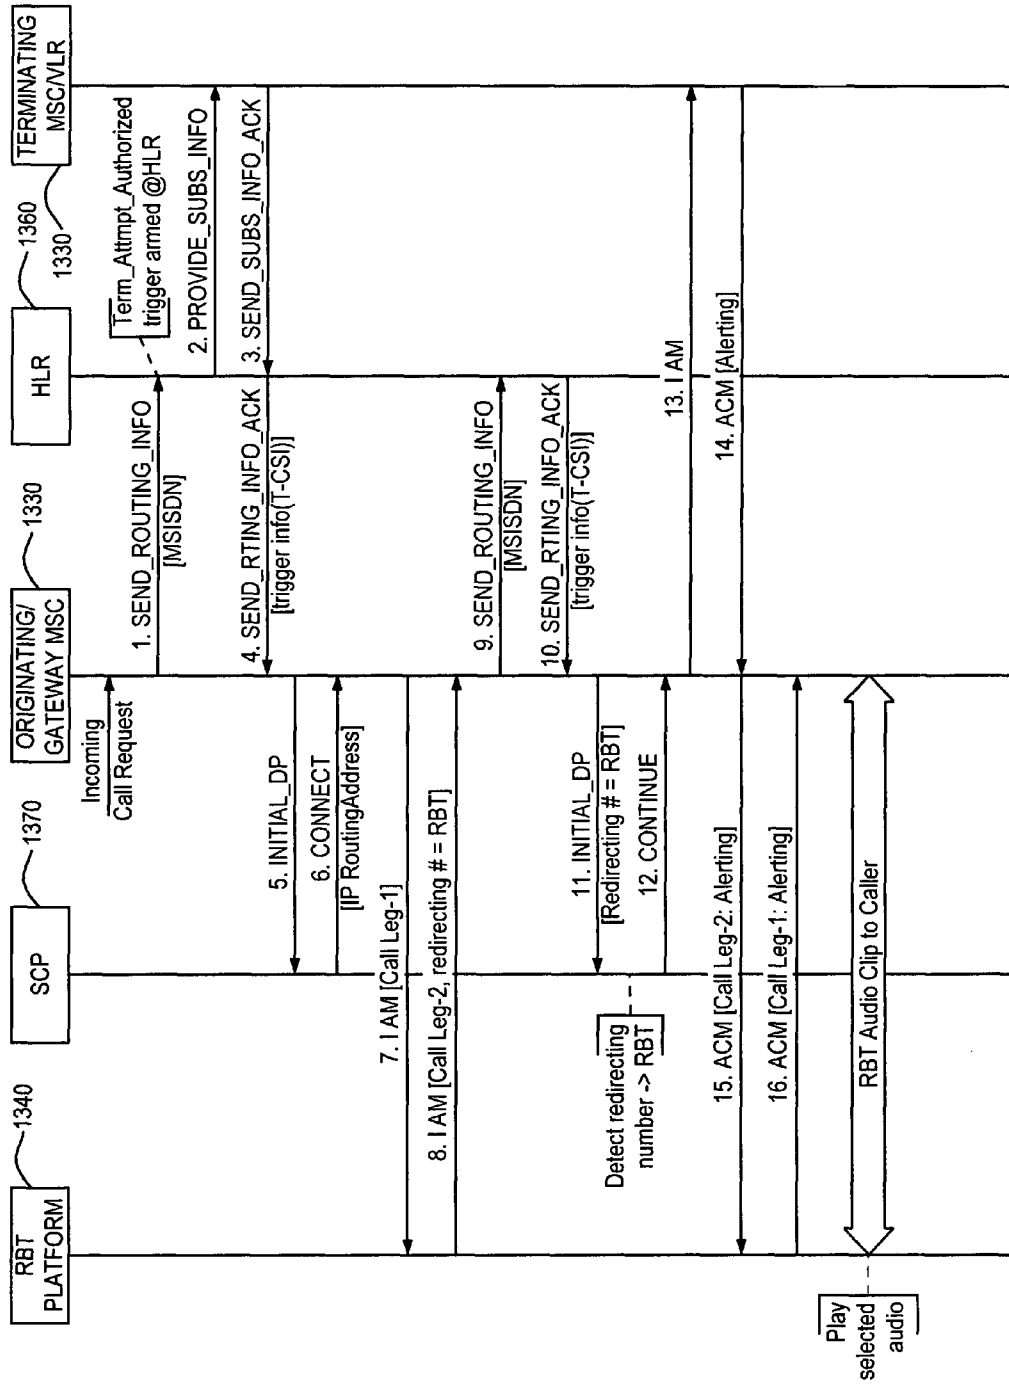 RBT
PLATFORM
1340
SCP
1370
ORIGINATING/
GATEWAY MSC
1330
HLR
1360
TERMINATING
MSC/VLR
1330
Incoming
Call Request
1. SEND_ROUTING_INFO
[MSISDN]
Term_Attmpt_Authorized
trigger armed @HLR
2. PROVIDE_SUBS_INFO
3. SEND_SUBS_INFO_ACK
4. SEND_RTING_INFO_ACK
[trigger info(T-CSI))]
5. INITIAL_DP
6. CONNECT
[IP RoutingAddress]
7. I AM [Call Leg-1]
8. I AM [Call Leg-2, redirecting # = RBT]
9. SEND_ROUTING_INFO
[MSISDN]
10. SEND_RTING_INFO_ACK
[trigger info(T-CSI))]
11. INITIAL_DP
[Redirecting # = RBT]
Detect redirecting
number -> RBT
12. CONTINUE
13. I AM
14. ACM [Alerting]
15. ACM [Call Leg-2: Alerting]
16. ACM [Call Leg-1: Alerting]
RBT Audio Clip to Caller
Play
selected
audio